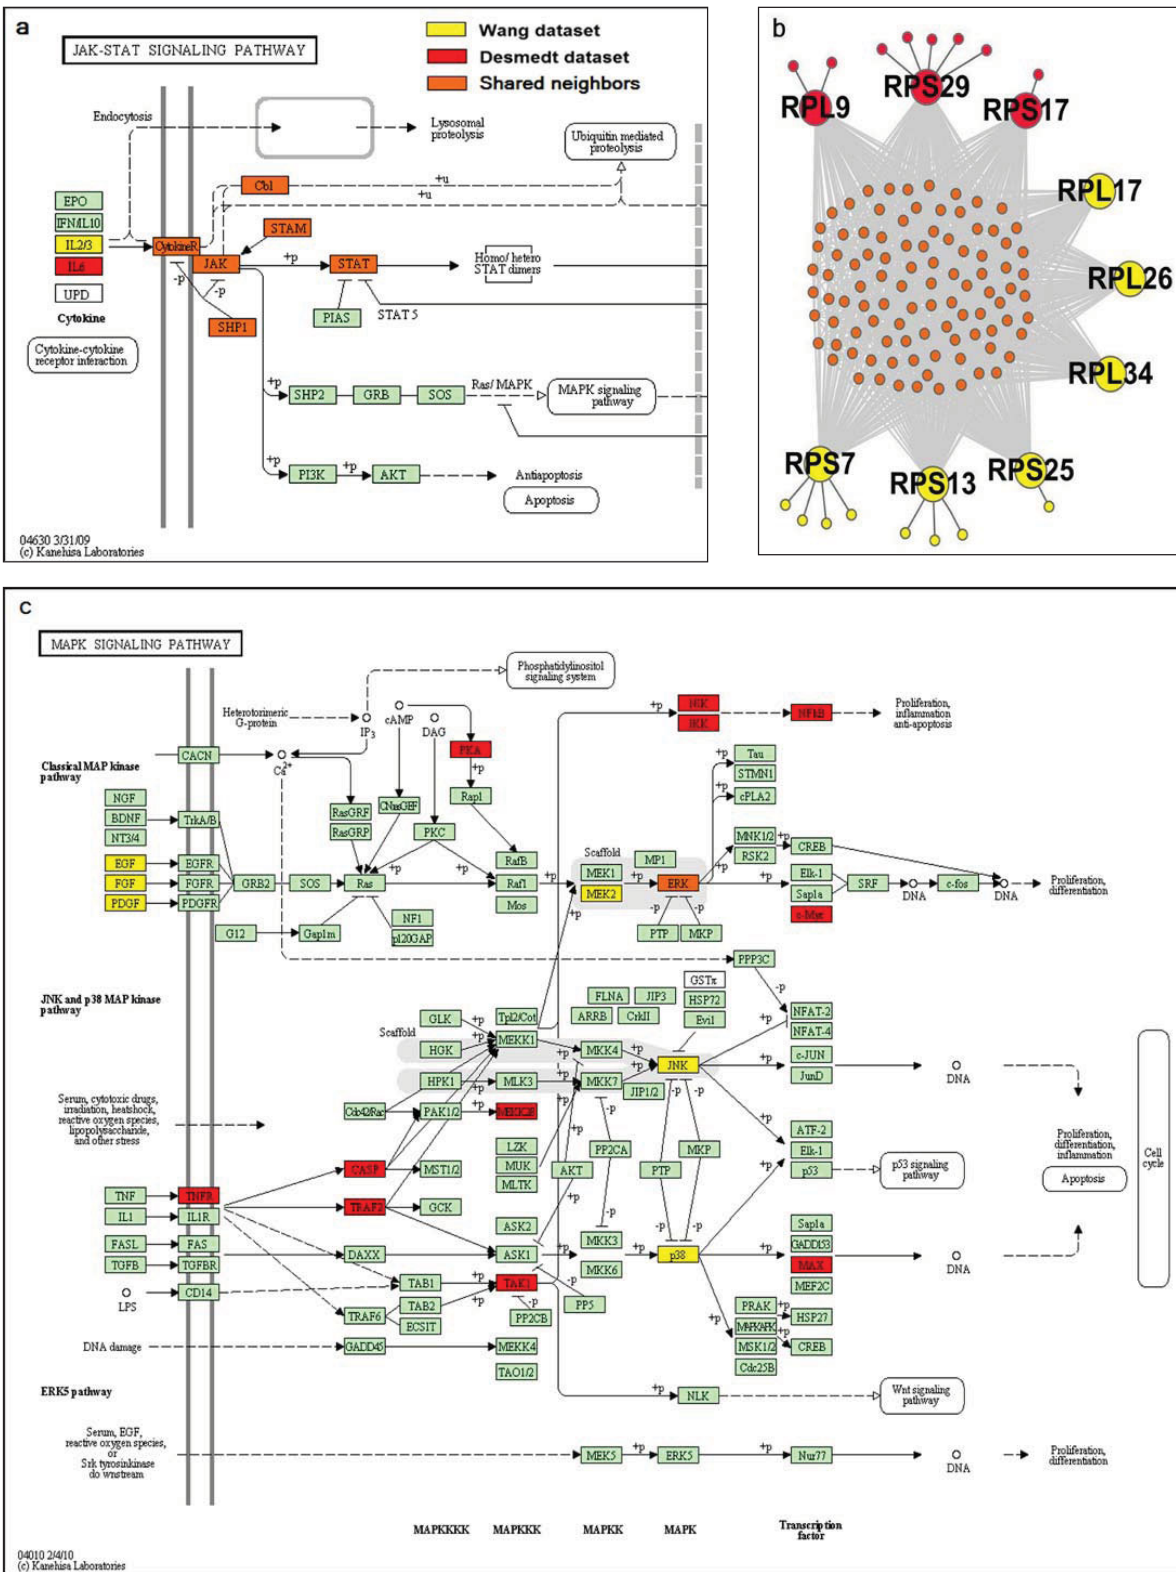 a
JAK-STAT SIGNALING PATHWAY
Wang dataset
Desmedt dataset
Shared neighbors
Endocytosis
Lysosomal
proteolysis
Ubiquitin mediated
proteolysis
Cbl
+u
+u
EPO
IFN/IL10
IL2/3
IL6
UPD
Cytokine
CytokineR
STAM
JAK
+p
STAT
Homo/ hetero
STAT dimers
-p
-p
SHP1
PIAS
STAT 5
Cytokine-cytokine
receptor interaction
+p
SHP2
GRB
SOS
Ras/ MAPK
MAPK signaling
pathway
+p
PI3K
+p
AKT
Antiapoptosis
Apoptosis
04630 3/31/09
(c) Kanehisa Laboratories
b
RPL9
RPS29
RPS17
RPL17
RPL26
RPL34
RPS7
RPS13
RPS25
c
MAPK SIGNALING PATHWAY
Phosphatidylinositol
signaling system
Heterotorimeric
G-protein
IP3
cAMP
DAG
PKA
+p
+p
NIK
IKK
NFkB
Proliferation,
inflammation
anti-apoptosis
CACN
Ca2+
Classical MAP kinase
pathway
NGF
BDNF
NT3/4
TrkA/B
RasGRF
RasGRP
CNrasGEF
PKC
Rap1
Tau
STMN1
cPLA2
+p
+p
EGF
FGF
PDGF
EGFR
FGFR
PDGFR
GRB2
SOS
Ras
+p
+p
RafB
Raf1
Mos
+p
Scaffold
MEK1
MEK2
MP1
+p
ERK
+p
MNK1/2
RSK2
+p
CREB
+p
Elk-1
Sap1a
c-Myc
SRF
DNA
c-fos
DNA
Proliferation,
differentiation
G12
Gap1m
NF1
p120GAP
+p
-p
-p
PTP
MKP
PPP3C
-p
JNK and p38 MAP kinase
pathway
GSTπ
HSP72
Evi1
FLNA
JIP3
ARRB
CrkII
NFAT-2
NFAT-4
GLK
HGK
Scaffold
+p
+p
Tpl2/Cot
MEKK1
+p
MKK4
+p
JNK
+p
c-JUN
JunD
DNA
HPK1
+p
MLK3
+p
MKK7
+p
JIP1/2
Serum, cytotoxic drugs,
irradiation, heatshock,
reactive oxygen species,
lipopolysaccharide,
and other stress
Cdc42/Rac
PAK1/2
-p
-p
-p
+p
ATF-2
Elk-1
p53
p53 signaling
pathway
LZK
MUK
MLTK
PP2CA
AKT
PTP
MKP
Proliferation,
differentiation,
inflammation
Apoptosis
Cell
cycle
CASP
MST1/2
TNF
TNFR
TRAF2
GCK
IL1
IL1R
ASK2
+p
-p
-p
-p
+p
Sap1a
GADD153
MAX
MEF2C
FASL
FAS
TGFB
TGFBR
DAXX
ASK1
+p
MKK3
MKK6
+p
p38
+p
DNA
LPS
CD14
TAB1
+p
TAK1
-p
PP5
TRAF6
TAB2
ECSIT
+p
-p
PP2CB
+p
PRAK
MAPKAPK
MSK1/2
Cdc25B
+p
+p
HSP27
CREB
DNA damage
GADD45
MEKK4
TAO1/2
ERK5 pathway
+p
NLK
Wnt signaling
pathway
Serum, EGF,
reactive oxygen species,
or
Srk tyrosinkinase
downstream
MEK5
+p
ERK5
+p
Nur77
DNA
Proliferation,
differentiation
MAPKKKK
MAPKKK
MAPKK
MAPK
Transcription
factor
04010 2/4/10
(c) Kanehisa Laboratories